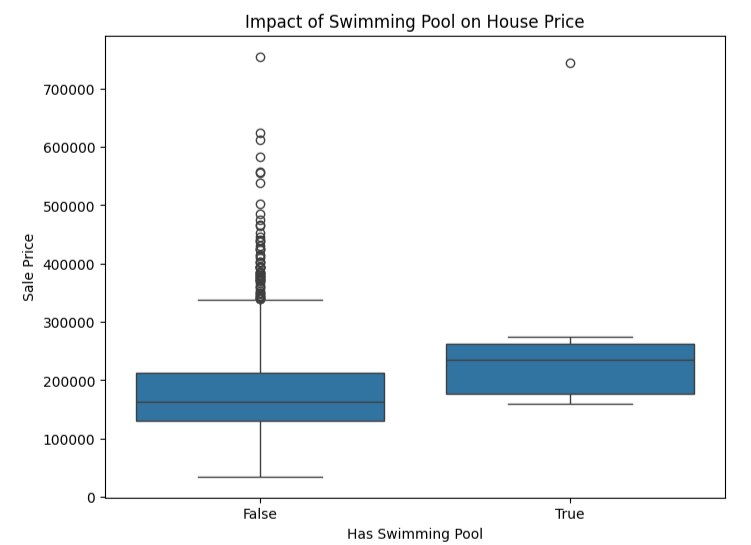 Impact of Swimming Pool on House Price
Sale Price
700000
600000
500000
400000
300000
200000
100000
0
False
True
Has Swimming Pool